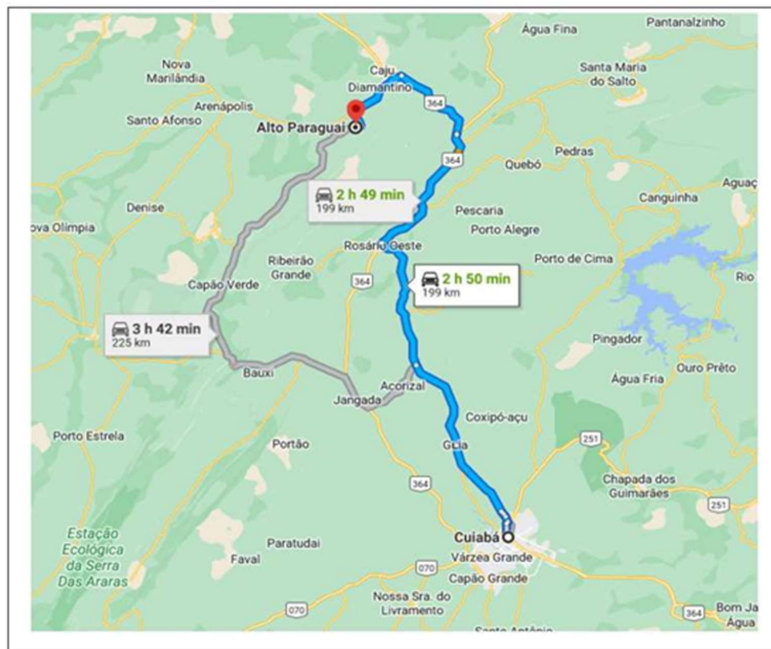 Pantanalzinho
Água Fina
Caju
Nova
Marilândia
Diamantino
Santa Maria
do Salto
Arenápolis
364
Santo Afonso
Alto Paraguai
364
Pedras
Quebó
2 h 49 min
199 km
Canguinha
Denise
Pescaria
Porto Alegre
Rosário Oeste
Ribeirão
Grande
Porto de Cima
Rio
364
2 h 50 min
199 km
Capão Verde
3 h 42 min
225 km
Pingador
Ouro Prêto
Bauxi
Acorizal
Água Fria
Jangada
Coxipó-açu
Porto Estrela
Portão
Guia
251
364
Chapada dos
Guimarães
251
Estação
Ecológica
da Serra
Das Araras
Paratudai
Cuiabá
Faval
Várzea Grande
070
Capão Grande
Nossa Sra. do
Livramento
070
364
Bom Ja
Água